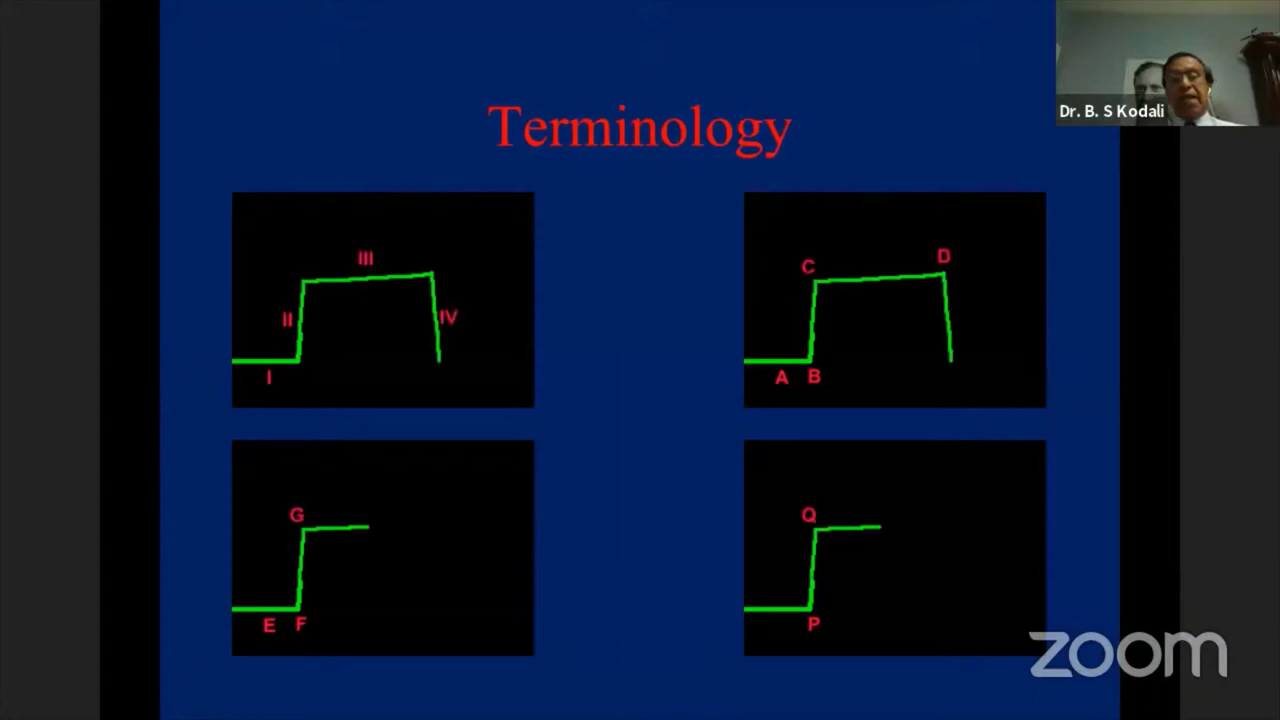 Dr. B. S Kodali
Terminology
III
II
IV
I
C
D
A B
G
E F
Q
P
zoom